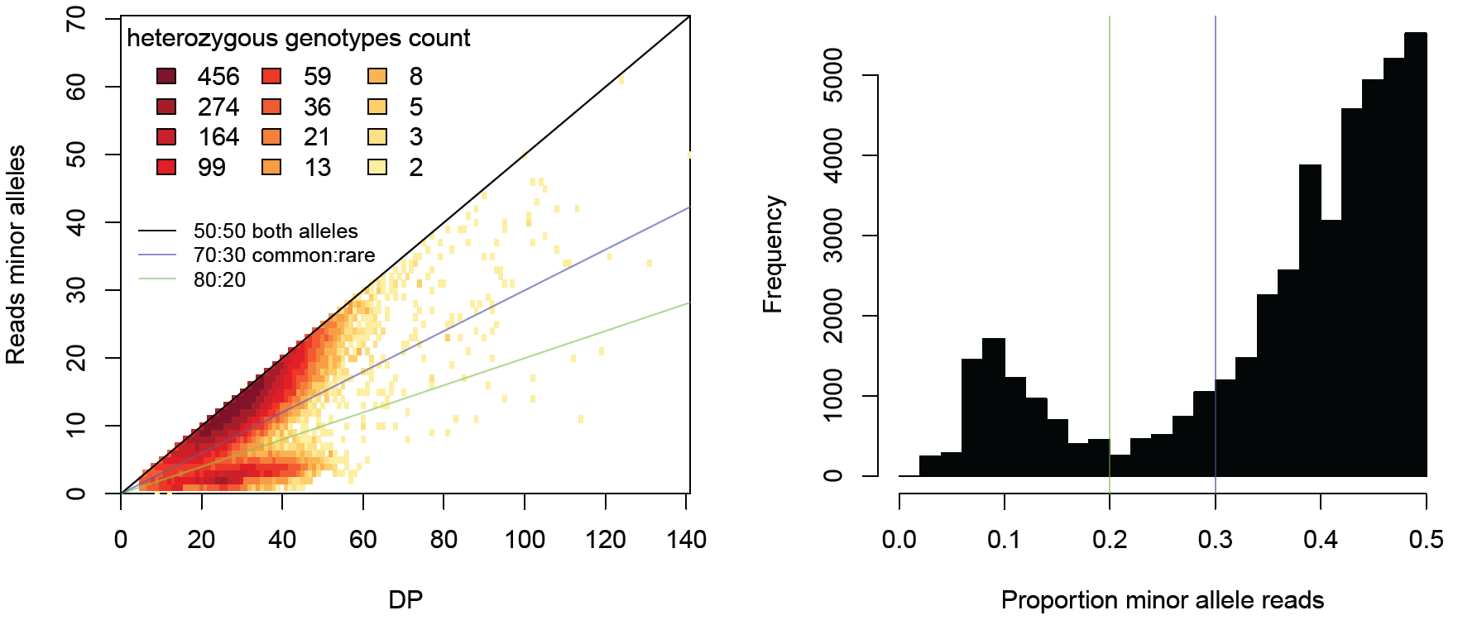 heterozygous genotypes count
456 59 8
274 36 5
164 21 3
99 13 2
50:50 both alleles
70:30 common:rare
80:20
Reads minor alleles
0 10 20 30 40 50 60 70
0 20 40 60 80 100 120 140
DP
Frequency
0 1000 2000 3000 4000 5000
0.0 0.1 0.2 0.3 0.4 0.5
Proportion minor allele reads